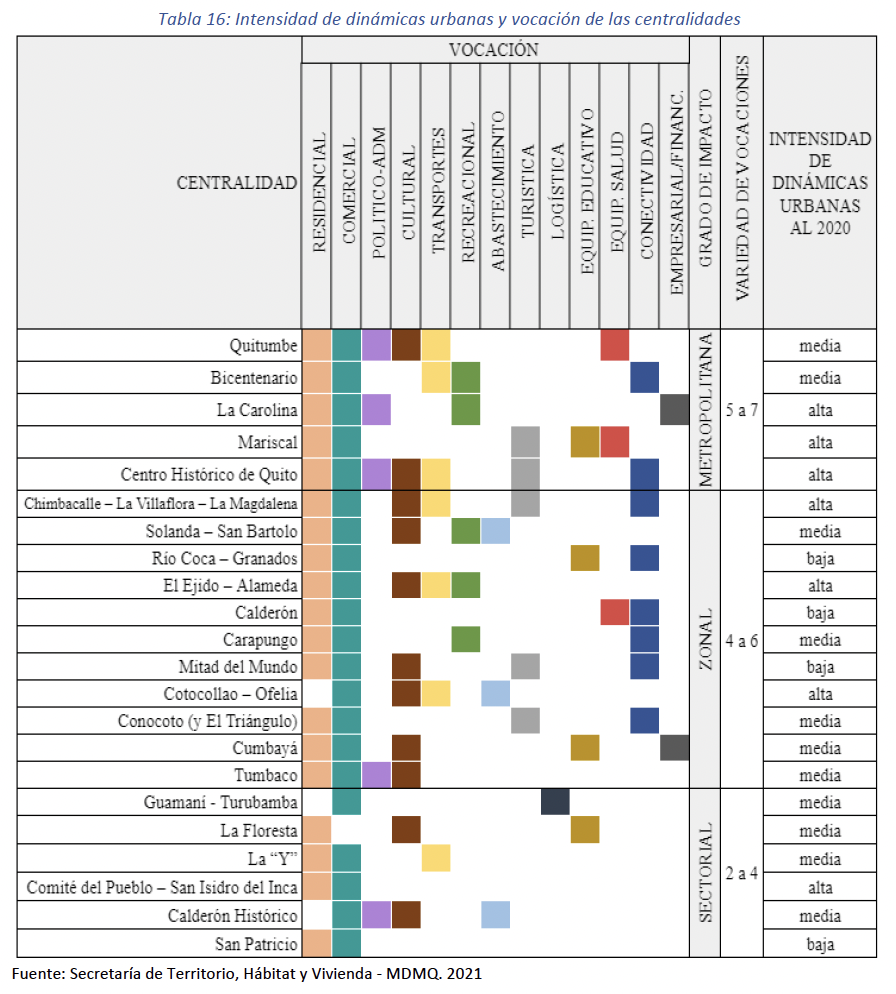 Tabla 16: Intensidad de dinámicas urbanas y vocación de las centralidades
VOCACIÓN
CENTRALIDAD
RESIDENCIAL
COMERCIAL
POLITICO-ADM
CULTURAL
TRANSPORTES
RECREACIONAL
ABASTECIMIENTO
TURISTICA
LOGÍSTICA
EQUIP. EDUCATIVO
EQUIP. SALUD
CONECTIVIDAD
EMPRESARIAL/FINANC.
GRADO DE IMPACTO
VARIEDAD DE VOCACIONES
INTENSIDAD
DE
DINÁMICAS
URBANAS
AL 2020
Quitumbe media
Bicentenario media
La Carolina alta
Mariscal alta
Centro Histórico de Quito alta
METROPOLITANA
5 a 7
Chimbacalle – La Villaflora – La Magdalena alta
Solanda – San Bartolo media
Río Coca – Granados baja
El Ejido – Alameda alta
Calderón baja
Carapungo media
Mitad del Mundo baja
Cotocollao – Ofelia alta
Conocoto (y El Triángulo) media
Cumbayá media
Tumbaco media
ZONAL
4 a 6
Guamaní - Turubamba media
La Floresta media
La “Y” media
Comité del Pueblo – San Isidro del Inca alta
Calderón Histórico media
San Patricio baja
SECTORIAL
2 a 4
Fuente: Secretaría de Territorio, Hábitat y Vivienda - MDMQ. 2021